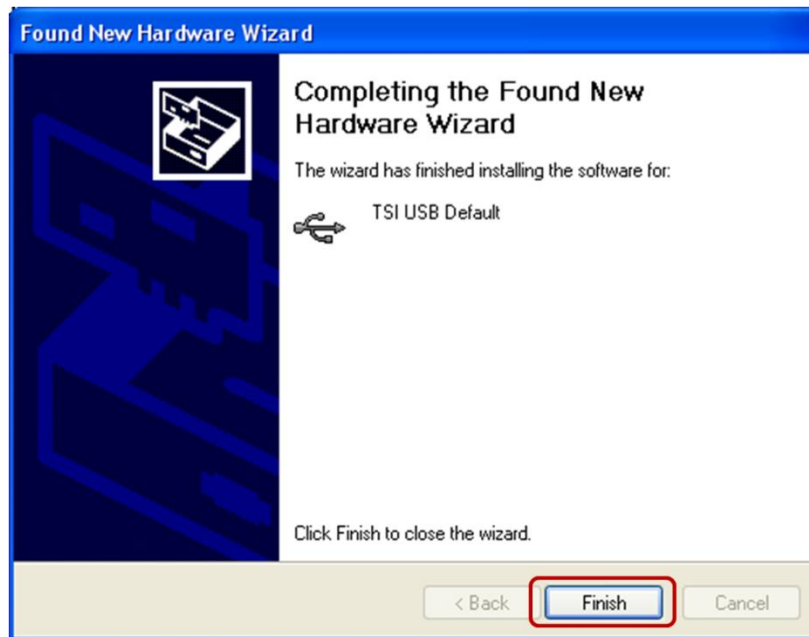 Found New Hardware Wizard
Completing the Found New
Hardware Wizard
The wizard has finished installing the software for:
TSI USB Default
Click Finish to close the wizard.
< Back Finish Cancel